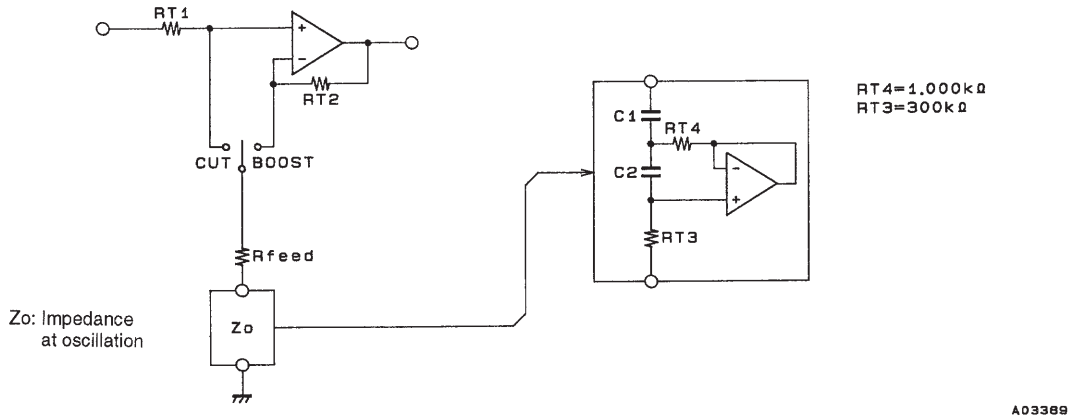 RT1
+
−
RT2
CUT
BOOST
Rfeed
Zo
Zo: Impedance
at oscillation
C1
RT4
C2
−
+
RT3
RT4=1.000kΩ
RT3=300kΩ
A03389